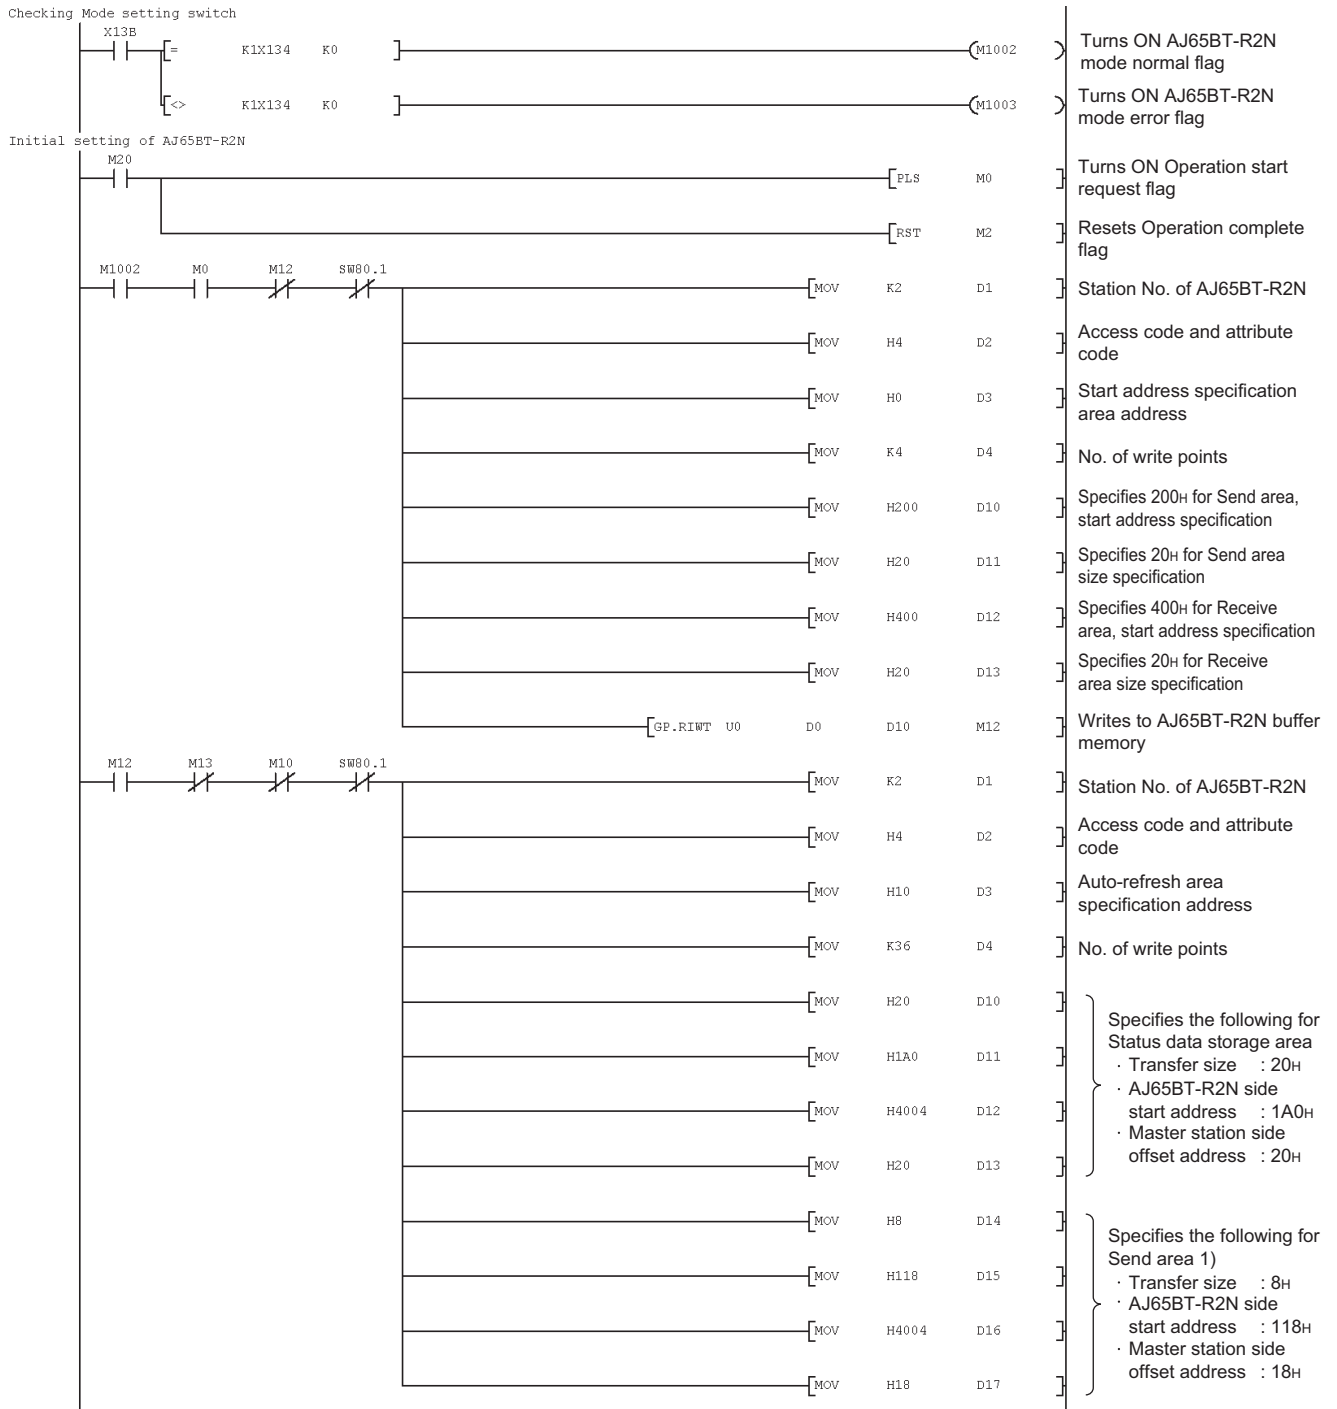 Checking Mode setting switch
X13B
= K1X134 K0
M1002
Turns ON AJ65BT-R2N
mode normal flag
<> K1X134 K0
M1003
Turns ON AJ65BT-R2N
mode error flag
Initial setting of AJ65BT-R2N
M20
PLS M0
Turns ON Operation start
request flag
RST M2
Resets Operation complete
flag
M1002 M0 M12 SW80.1
MOV K2 D1
Station No. of AJ65BT-R2N
MOV H4 D2
Access code and attribute
code
MOV H0 D3
Start address specification
area address
MOV K4 D4
No. of write points
MOV H200 D10
Specifies 200H for Send area,
start address specification
MOV H20 D11
Specifies 20H for Send area
size specification
MOV H400 D12
Specifies 400H for Receive
area, start address specification
MOV H20 D13
Specifies 20H for Receive
area size specification
GP.RIWT U0 D0 D10 M12
Writes to AJ65BT-R2N buffer
memory
M12 M13 M10 SW80.1
MOV K2 D1
Station No. of AJ65BT-R2N
MOV H4 D2
Access code and attribute
code
MOV H10 D3
Auto-refresh area
specification address
MOV K36 D4
No. of write points
MOV H20 D10
MOV H1A0 D11
MOV H4004 D12
MOV H20 D13
Specifies the following for
Status data storage area
· Transfer size : 20H
· AJ65BT-R2N side
start address : 1A0H
· Master station side
offset address : 20H
MOV H8 D14
MOV H118 D15
MOV H4004 D16
MOV H18 D17
Specifies the following for
Send area 1)
· Transfer size : 8H
· AJ65BT-R2N side
start address : 118H
· Master station side
offset address : 18H